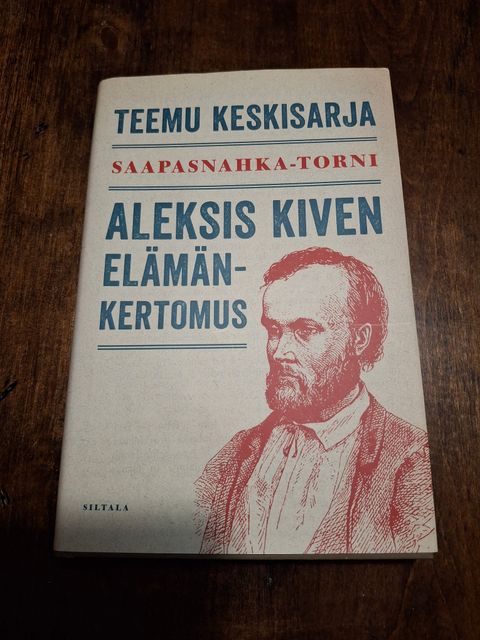 TEEMU KESKISARJA
SAAPASNAHKA-TORNI
ALEKSIS KIVEN
ELÄMÄN-
KERTOMUS
SILTALA